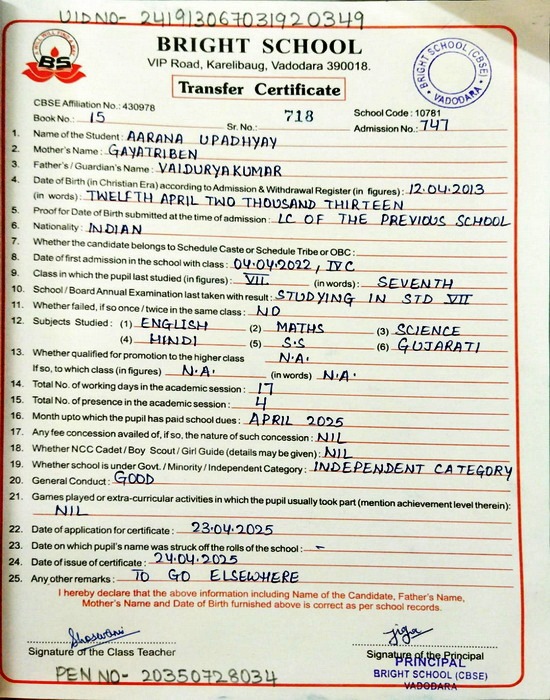 UID NO- 241913067031920349
BS
BRIGHT SCHOOL
VIP Road, Karelibaug, Vadodara 390018.
Transfer Certificate
BRIGHT SCHOOL (CBSE) VADODARA
CBSE Affiliation No.: 430978 School Code : 10781
Book No.: 15 Sr. No.: 718 Admission No.: 747
1. Name of the Student : AARANA UPADHYAY
2. Mother's Name : GAYATRIBEN
3. Father's / Guardian's Name : VAIDURYAKUMAR
4. Date of Birth (in Christian Era) according to Admission & Withdrawal Register (in figures) : 12.04.2013
(in words) : TWELFTH APRIL TWO THOUSAND THIRTEEN
5. Proof for Date of Birth submitted at the time of admission : LC OF THE PREVIOUS SCHOOL
6. Nationality : INDIAN
7. Whether the candidate belongs to Schedule Caste or Schedule Tribe or OBC :
8. Date of first admission in the school with class : 04.04.2022, IV C
9. Class in which the pupil last studied (in figures) : VII (in words) : SEVENTH
10. School / Board Annual Examination last taken with result : STUDYING IN STD VII
11. Whether failed, if so once / twice in the same class : NO
12. Subjects Studied : (1) ENGLISH (2) MATHS (3) SCIENCE
(4) HINDI (5) S.S (6) GUJARATI
13. Whether qualified for promotion to the higher class N.A.
If so, to which class (in figures) N.A. (in words) N.A.
14. Total No. of working days in the academic session : 17
15. Total No. of presence in the academic session : 4
16. Month upto which the pupil has paid school dues : APRIL 2025
17. Any fee concession availed of, if so, the nature of such concession : NIL
18. Whether NCC Cadet / Boy Scout / Girl Guide (details may be given) : NIL
19. Whether school is under Govt. / Minority / Independent Category : INDEPENDENT CATEGORY
20. General Conduct : GOOD
21. Games played or extra-curricular activities in which the pupil usually took part (mention achievement level therein):
NIL
22. Date of application for certificate : 23.04.2025
23. Date on which pupil's name was struck off the rolls of the school : -
24. Date of issue of certificate : 24.04.2025
25. Any other remarks : TO GO ELSEWHERE
I hereby declare that the above information including Name of the Candidate, Father's Name,
Mother's Name and Date of Birth furnished above is correct as per school records.
Signature of the Class Teacher Signature of the Principal
PRINCIPAL
BRIGHT SCHOOL (CBSE)
VADODARA
PEN NO- 20350728034